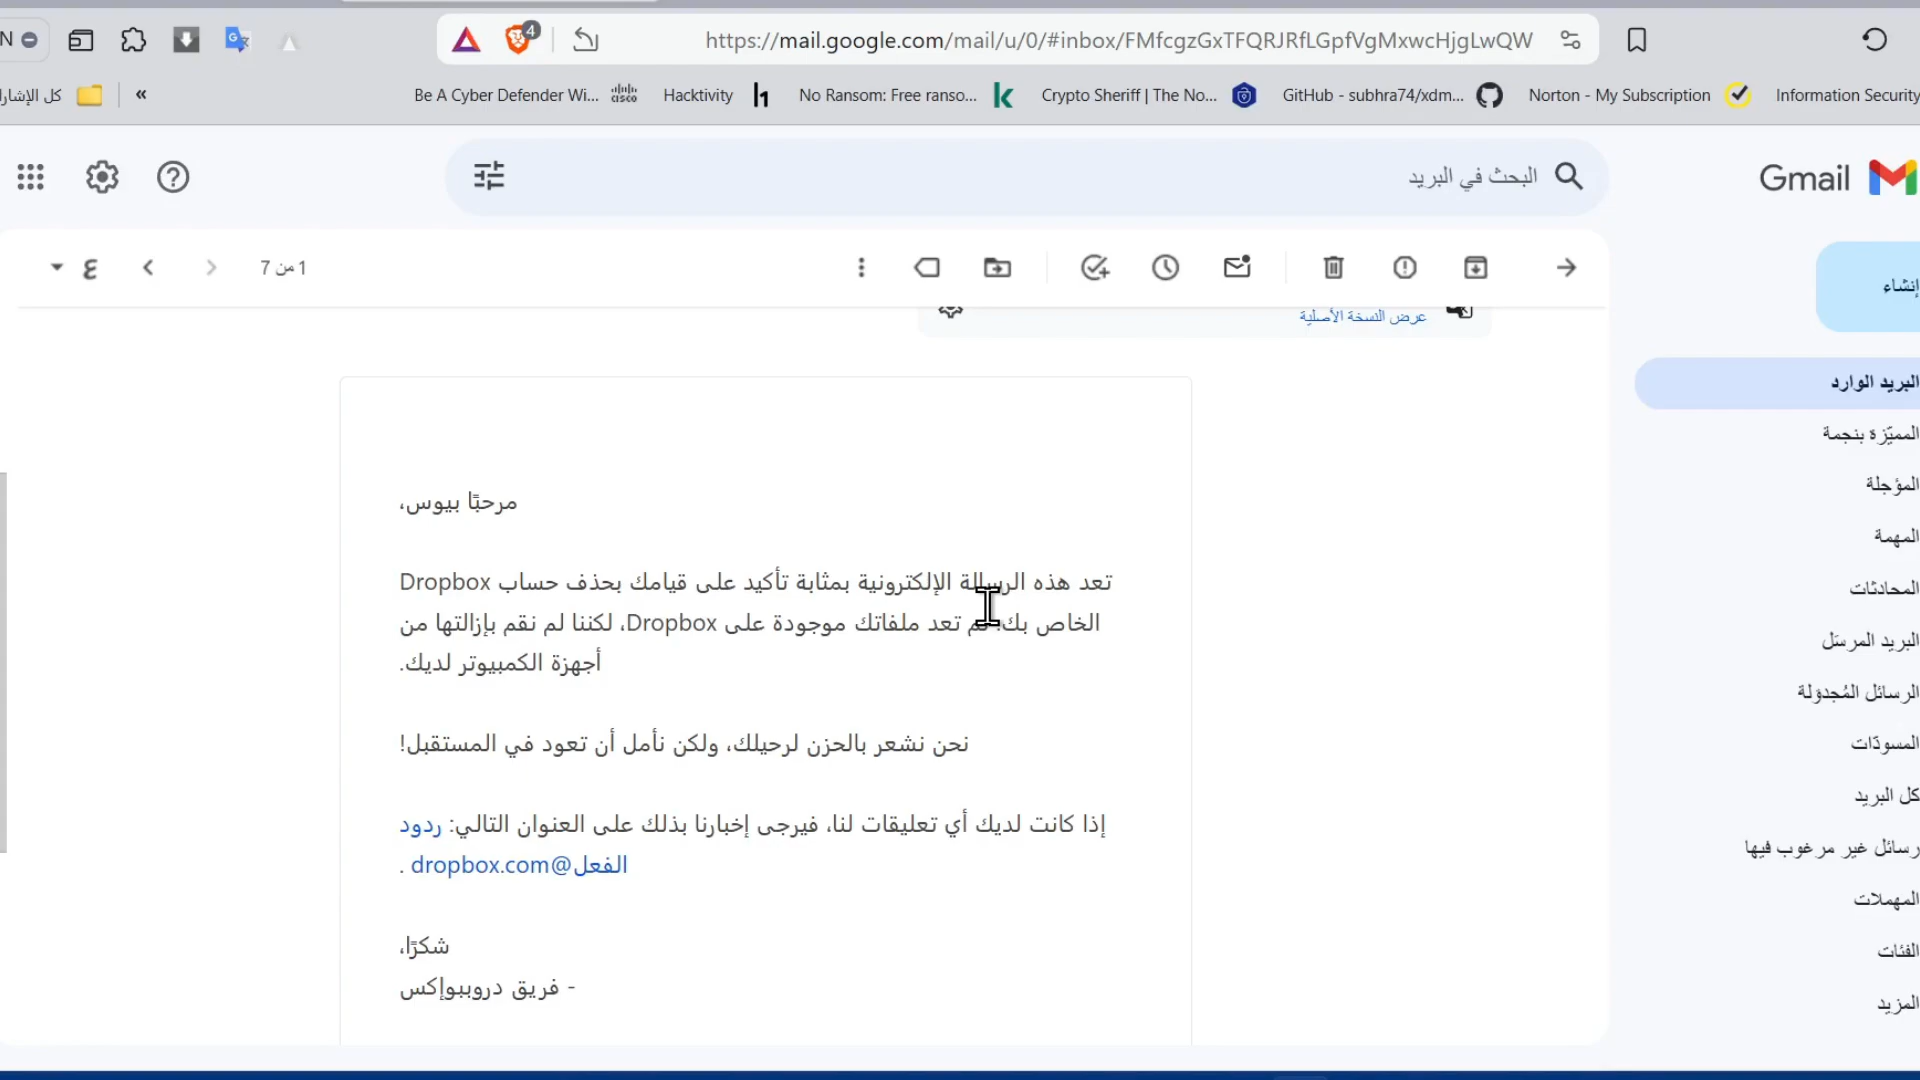 N
4
https://mail.google.com/mail/u/0/#inbox/FMfcgzGxTFQRJRfLGpfVgMxwcHjgLwQW
Information Security
Norton - My Subscription
GitHub - subhra74/xdm...
Crypto Sheriff | The No...
No Ransom: Free ranso...
Hacktivity
Be A Cyber Defender Wi...
cisco
»
Gmail
البحث في البريد
1 من 7
ع
عرض النسخة الأصلية
إنشاء
البريد الوارد
المميّزة بنجمة
المؤجلة
المهمة
المحادثات
البريد المرسَل
الرسائل المُجدوَلة
المسودّات
كل البريد
رسائل غير مرغوب فيها
المهملات
الفئات
المزيد
مرحبًا بيوس،
تعد هذه الرسالة الإلكترونية بمثابة تأكيد على قيامك بحذف حساب Dropbox
الخاص بك. لم تعد ملفاتك موجودة على Dropbox، لكننا لم نقم بإزالتها من
أجهزة الكمبيوتر لديك.
نحن نشعر بالحزن لرحيلك، ولكن نأمل أن تعود في المستقبل!
إذا كانت لديك أي تعليقات لنا، فيرجى إخبارنا بذلك على العنوان التالي: ردود
الفعل@dropbox.com .
شكرًا،
- فريق دروببوإكس